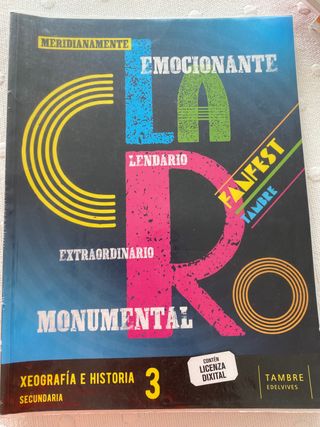 MERIDIANAMENTE
EMOCIONANTE
CLARO
LENDARIO
FANFEST
TAMBRE
EXTRAORDINARIO
MONUMENTAL
XEOGRAFÍA E HISTORIA 3
SECUNDARIA
CONTÉN
LICENZA
DIXITAL
TAMBRE
EDELVIVES